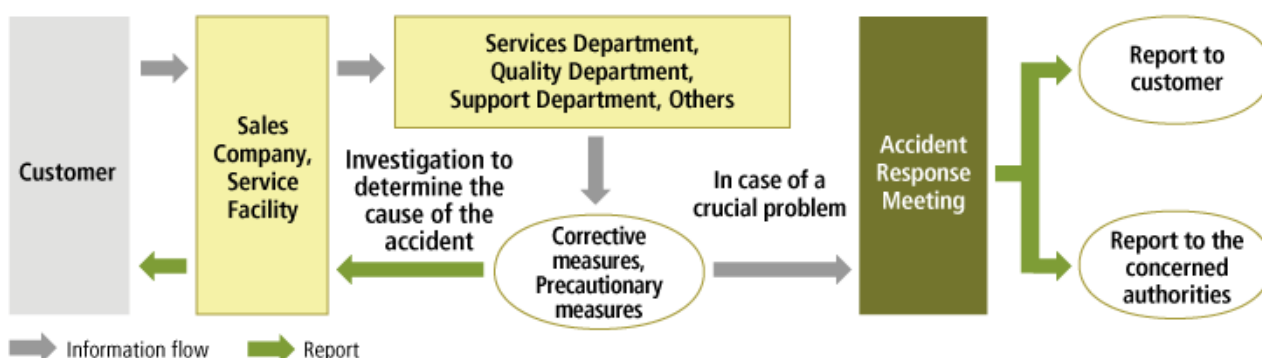 Customer
Sales
Company,
Service
Facility
Services Department,
Quality Department,
Support Department, Others
Investigation to
determine the
cause of the
accident
Corrective
measures,
Precautionary
measures
In case of a
crucial problem
Accident
Response
Meeting
Report to
customer
Report to the
concerned
authorities
Information flow
Report